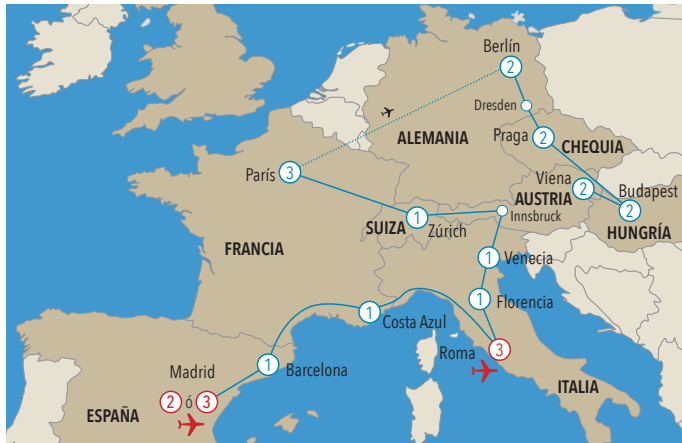 Berlín
2
Dresden
ALEMANIA
Praga
2
CHEQUIA
París
3
Viena
2
Budapest
AUSTRIA
2
Innsbruck
HUNGRÍA
1
SUIZA
Zúrich
FRANCIA
1
Venecia
1
Florencia
1
Costa Azul
Roma
3
Madrid
1
Barcelona
ITALIA
2 ó 3
ESPAÑA